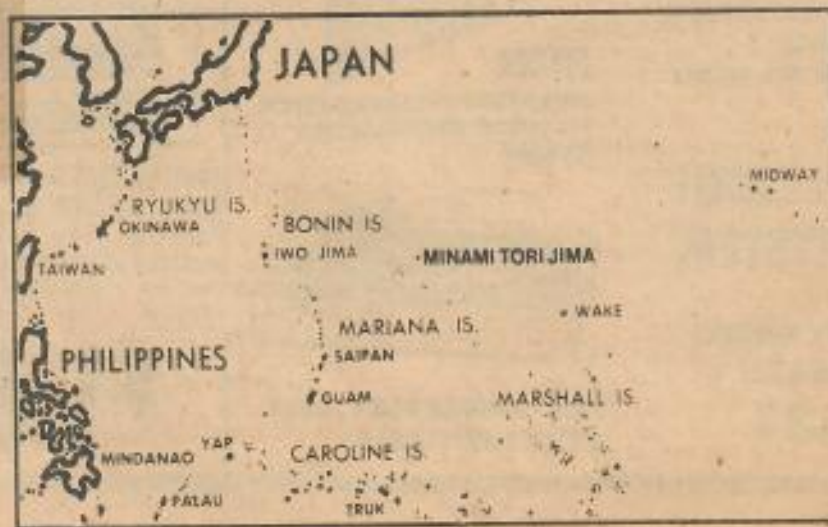 JAPAN
MIDWAY
RYUKYU IS.
OKINAWA
BONIN IS
IWO JIMA
MINAMI TORI JIMA
TAIWAN
WAKE
MARIANA IS.
SAIPAN
PHILIPPINES
GUAM
MARSHALL IS.
YAP
CAROLINE IS.
MINDANAO
PALAU
TRUK